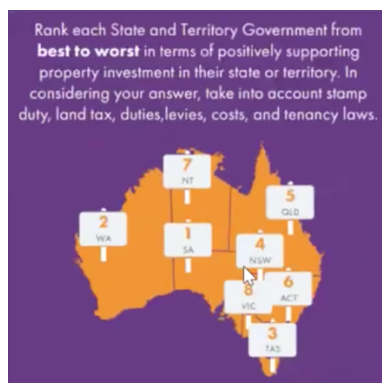 Rank each State and Territory Government from
best to worst in terms of positively supporting
property investment in their state or territory. In
considering your answer, take into account stamp
duty, land tax, duties,levies, costs, and tenancy laws.
7
NT
5
QLD
2
WA
1
SA
4
NSW
6
ACT
8
VIC
3
TAS